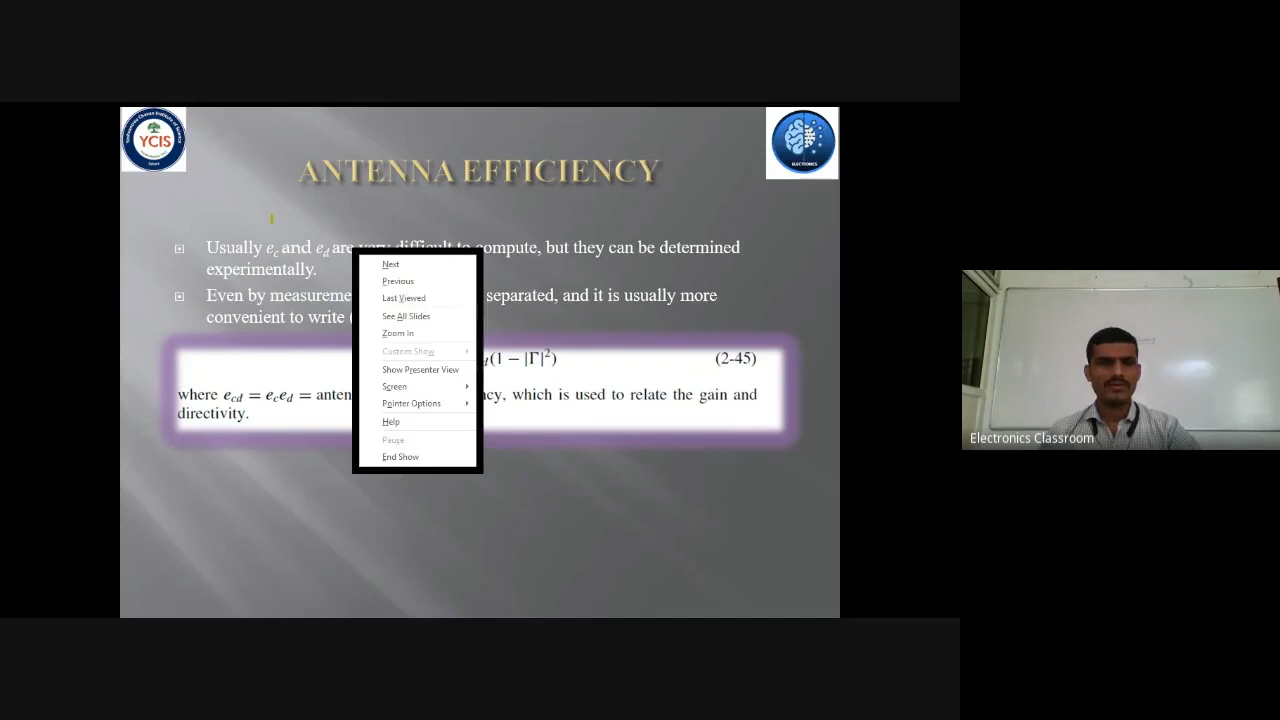 YCIS
ELECTRONICS
ANTENNA EFFICIENCY
Usually e_c and e_d are very difficult to compute, but they can be determined
experimentally.
Even by measureme separated, and it is usually more
convenient to write (
_d(1 − |Γ|²) (2-45)
where e_cd = e_c e_d = anten ncy, which is used to relate the gain and
directivity.
Next
Previous
Last Viewed
See All Slides
Zoom In
Custom Show
Show Presenter View
Screen
Pointer Options
Help
Pause
End Show
Electronics Classroom